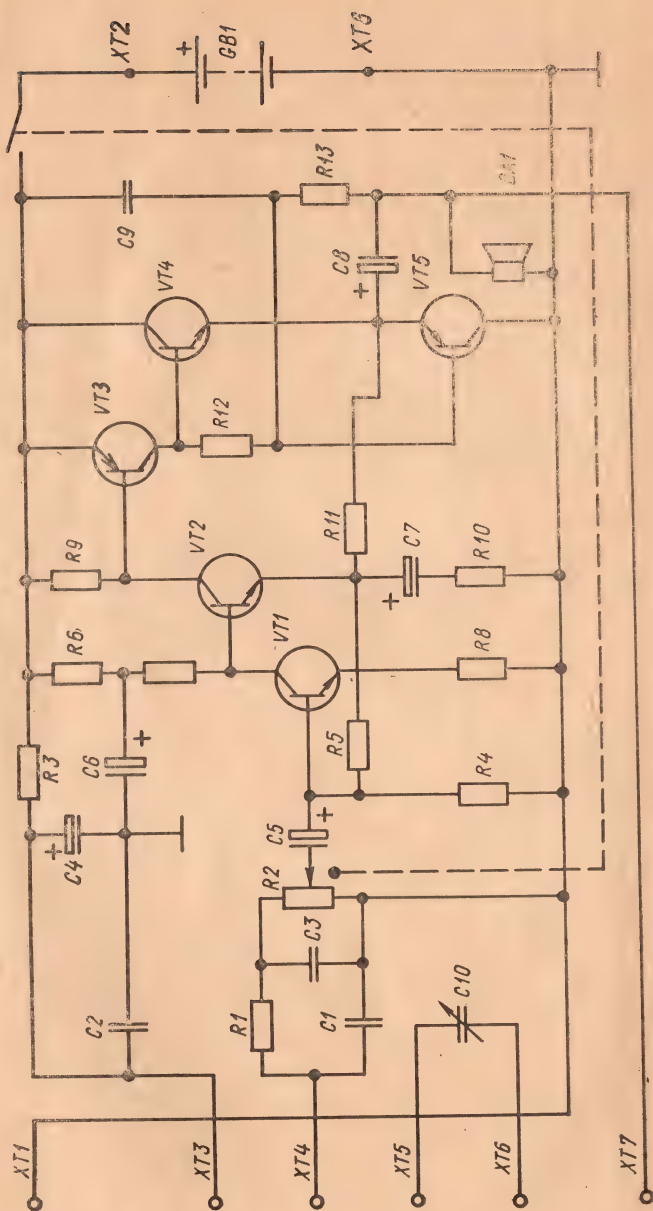 XT2
+
GB1
XT6
C9
R13
VT4
C8
+
VT5
VT3
R12
R9
VT2
R11
C7
+
R10
R6
VT1
R8
R3
C6
+
R5
R4
C4
+
C5
+
R2
C3
C2
R1
C1
C10
XT1
XT3
XT4
XT5
XT6
XT7